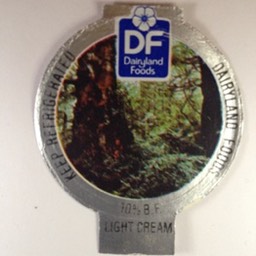 DF
Dairyland
Foods
KEEP REFRIGERATED
DAIRYLAND FOODS
10% B.F.
LIGHT CREAM